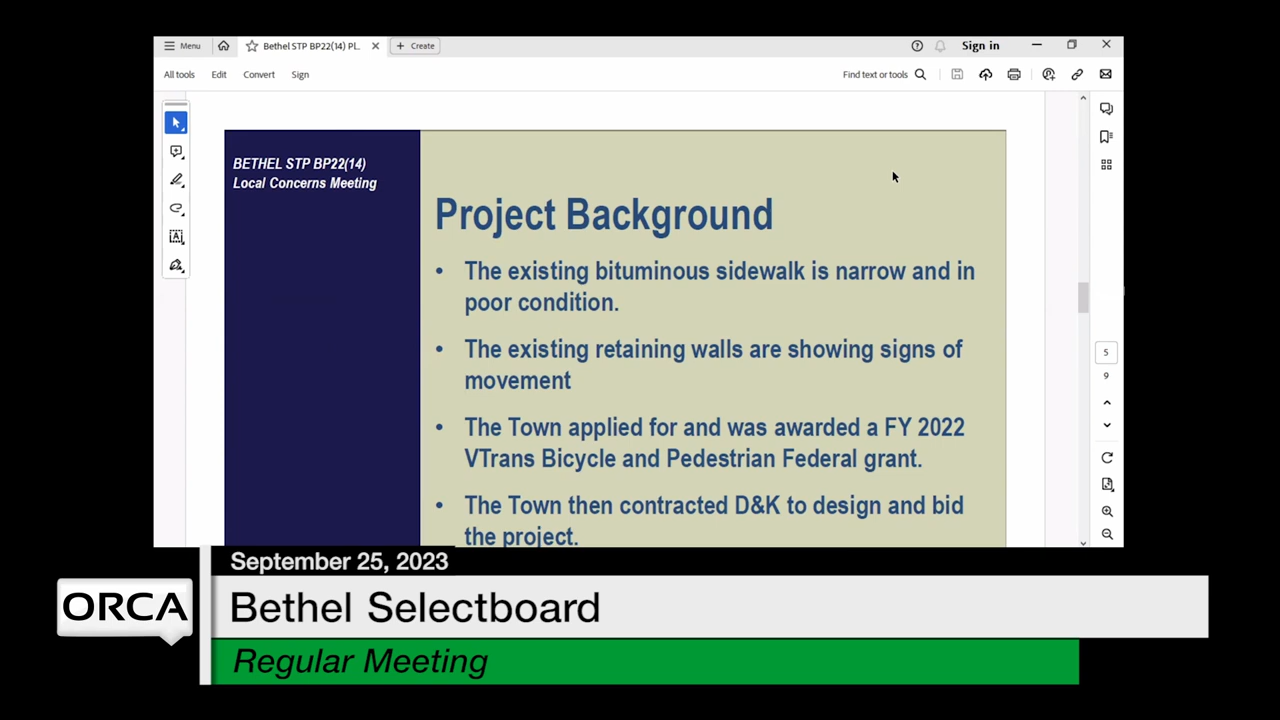 Menu
Bethel STP BP22(14) Pl...
Create
Sign in
All tools
Edit
Convert
Sign
Find text or tools
BETHEL STP BP22(14)
Local Concerns Meeting
Project Background
• The existing bituminous sidewalk is narrow and in
poor condition.
• The existing retaining walls are showing signs of
movement
• The Town applied for and was awarded a FY 2022
VTrans Bicycle and Pedestrian Federal grant.
• The Town then contracted D&K to design and bid
the project.
5
9
September 25, 2023
ORCA
Bethel Selectboard
Regular Meeting